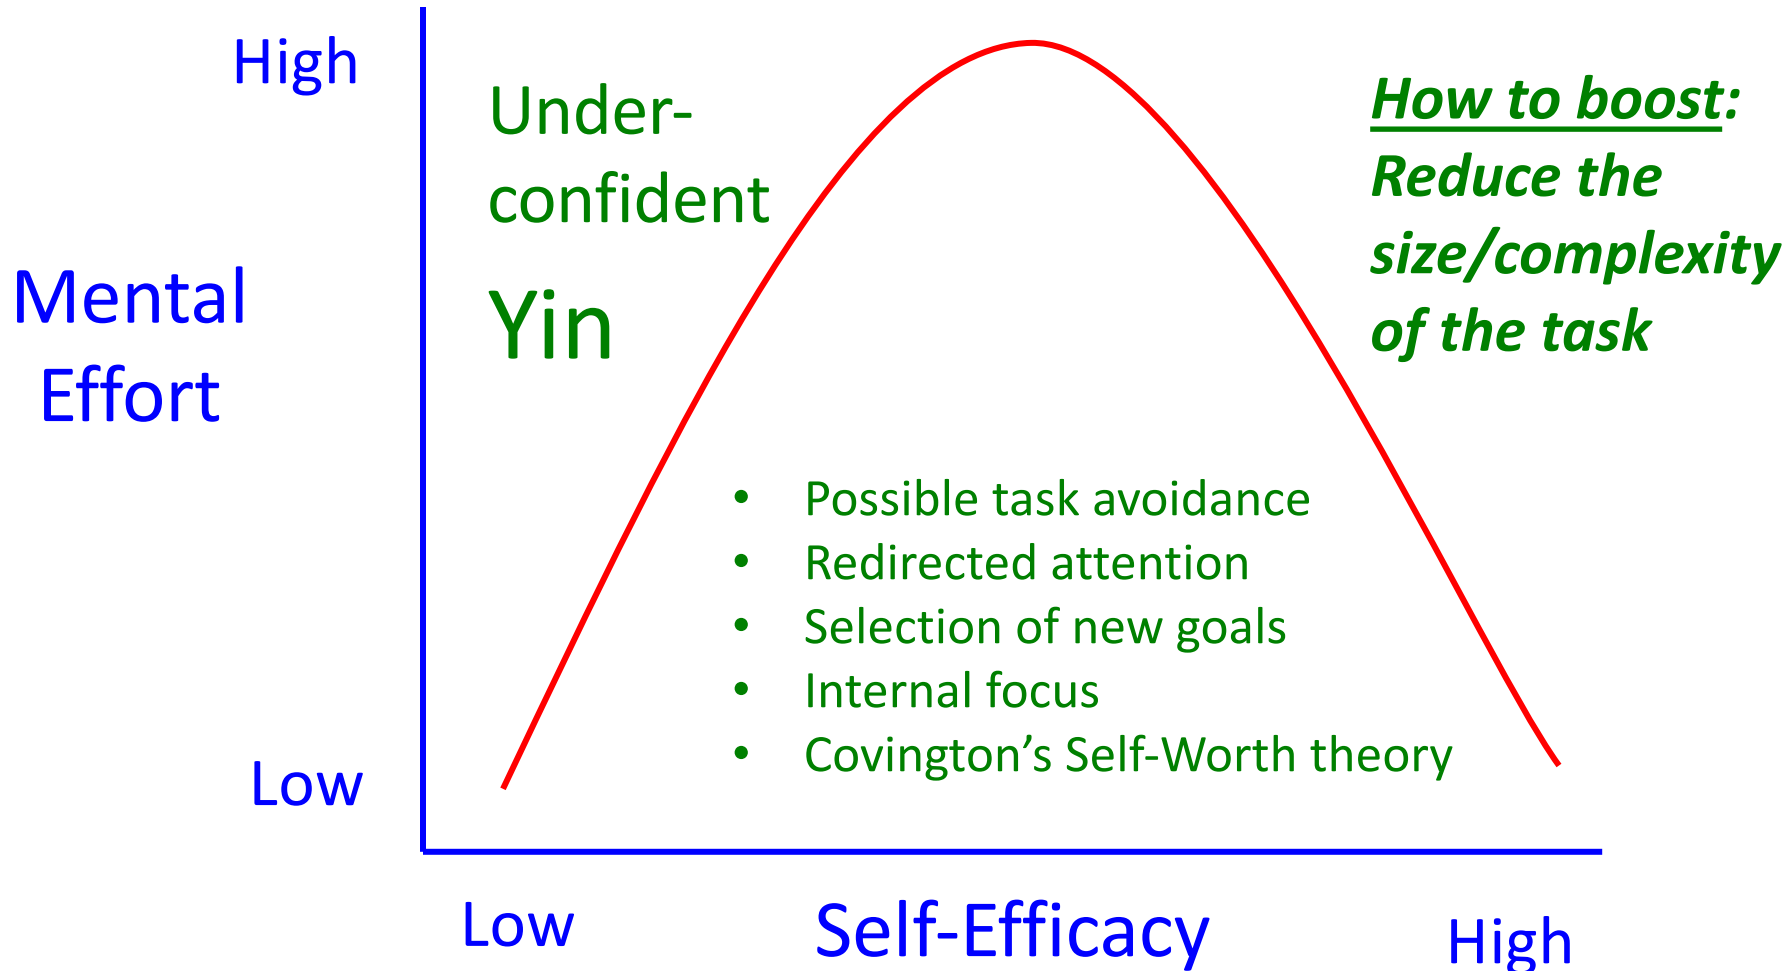 High
Mental
Effort
Low
Under-
confident
Yin
How to boost:
Reduce the
size/complexity
of the task
• Possible task avoidance
• Redirected attention
• Selection of new goals
• Internal focus
• Covington’s Self-Worth theory
Low
Self-Efficacy
High